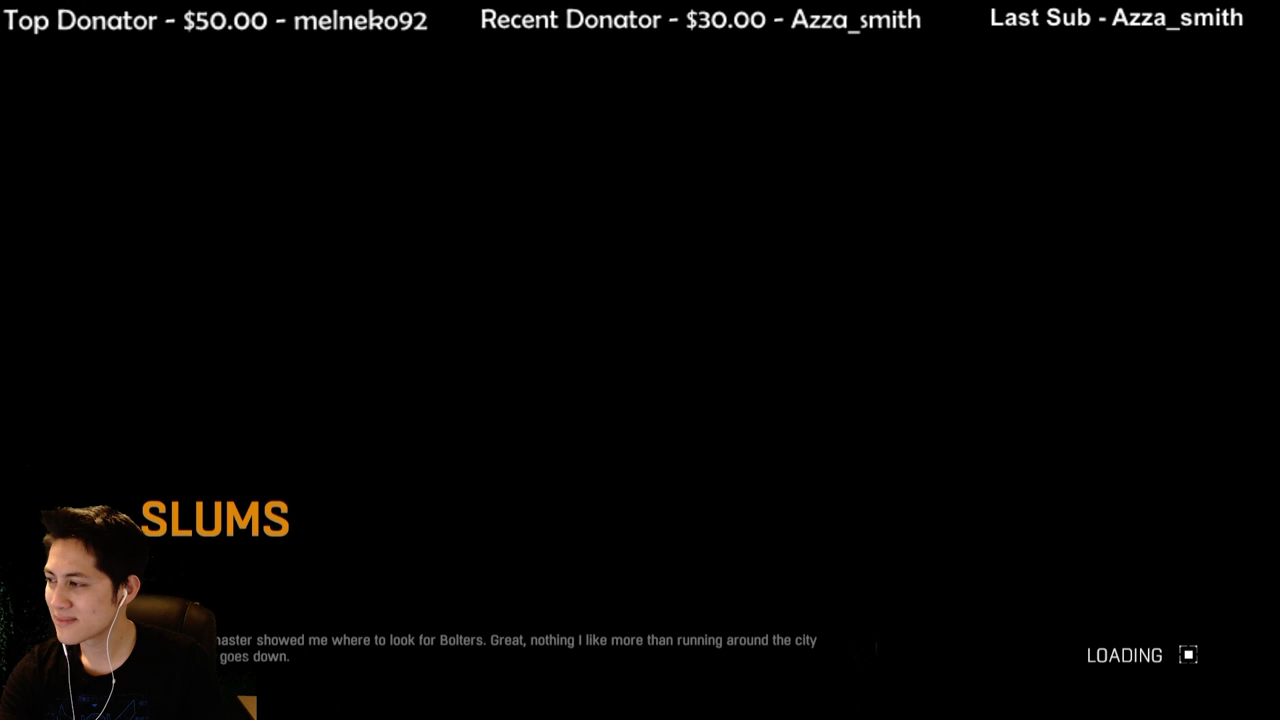 Top Donator - $50.00 - melneko92
Recent Donator - $30.00 - Azza_smith
Last Sub - Azza_smith
SLUMS
showed me where to look for Bolters. Great, nothing I like more than running around the city
goes down.
LOADING